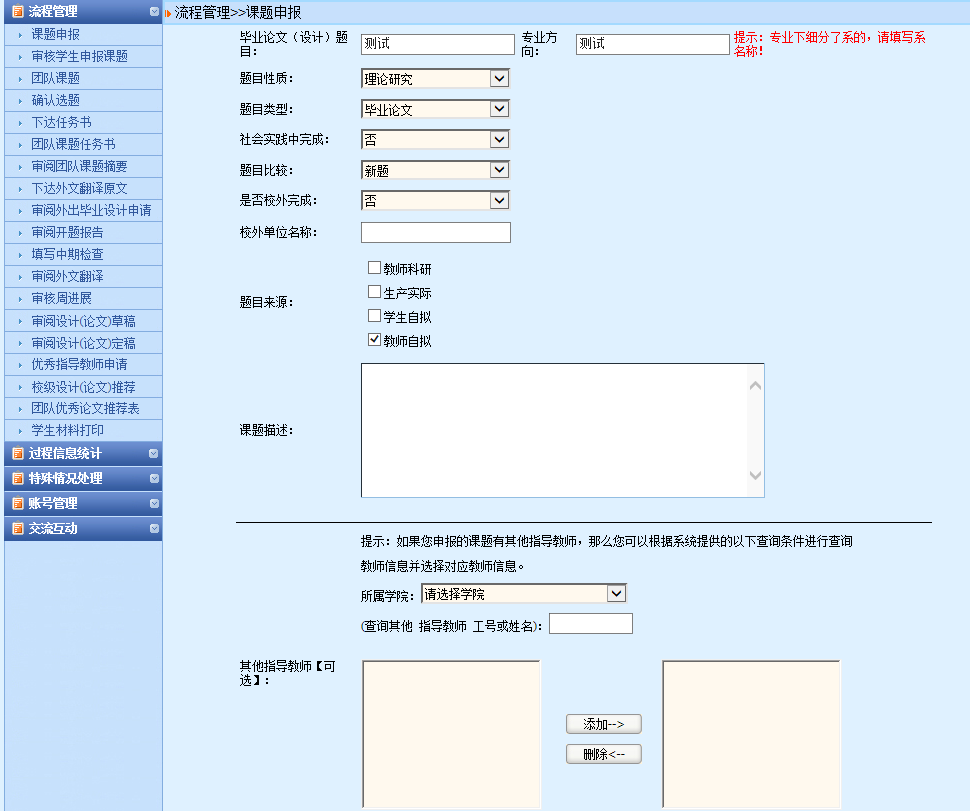 流程管理
课题申报
审核学生申报课题
团队课题
确认选题
下达任务书
团队课题任务书
审阅团队课题摘要
下达外文翻译原文
审阅外出毕业设计申请
审阅开题报告
填写中期检查
审阅外文翻译
审核周进展
审阅设计(论文)草稿
审阅设计(论文)定稿
优秀指导教师申请
校级设计(论文)推荐
团队优秀论文推荐表
学生材料打印
过程信息统计
特殊情况处理
账号管理
交流互动
流程管理>>课题申报
毕业论文（设计）题
目：
测试
专业方
向：
测试
提示：专业下细分了系的，请填写系
名称！
题目性质：
理论研究
题目类型：
毕业论文
社会实践中完成：
否
题目比较：
新题
是否校外完成：
否
校外单位名称：
题目来源：
教师科研
生产实际
学生自拟
教师自拟
课题描述：
提示：如果您申报的课题有其他指导教师，那么您可以根据系统提供的以下查询条件进行查询
教师信息并选择对应教师信息。
所属学院：
请选择学院
(查询其他 指导教师 工号或姓名)：
其他指导教师【可
选】：
添加-->
删除<--